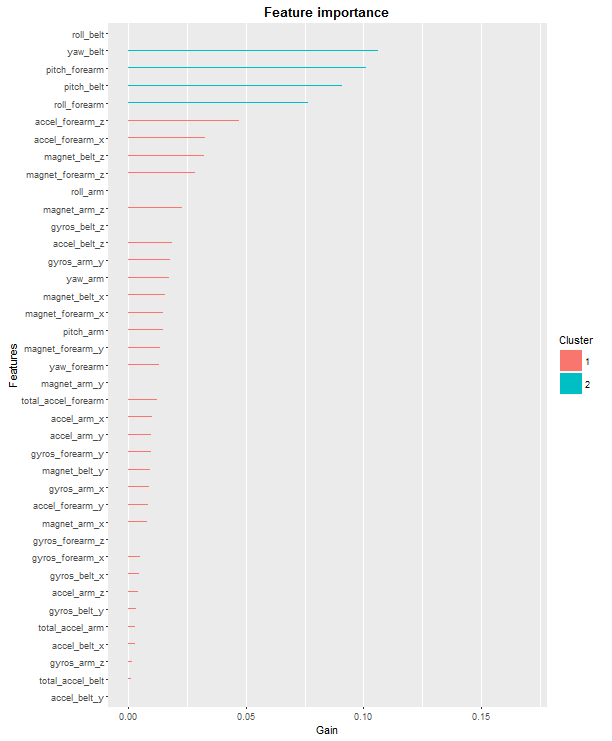 Feature importance
roll_belt
yaw_belt
pitch_forearm
pitch_belt
roll_forearm
accel_forearm_z
accel_forearm_x
magnet_belt_z
magnet_forearm_z
roll_arm
magnet_arm_z
gyros_belt_z
accel_belt_z
gyros_arm_y
yaw_arm
magnet_belt_x
magnet_forearm_x
pitch_arm
magnet_forearm_y
yaw_forearm
magnet_arm_y
total_accel_forearm
accel_arm_x
accel_arm_y
gyros_forearm_y
magnet_belt_y
gyros_arm_x
accel_forearm_y
magnet_arm_x
gyros_forearm_z
gyros_forearm_x
gyros_belt_x
accel_arm_z
gyros_belt_y
total_accel_arm
accel_belt_x
gyros_arm_z
total_accel_belt
accel_belt_y
Features
0.00 0.05 0.10 0.15
Gain
Cluster
1
2